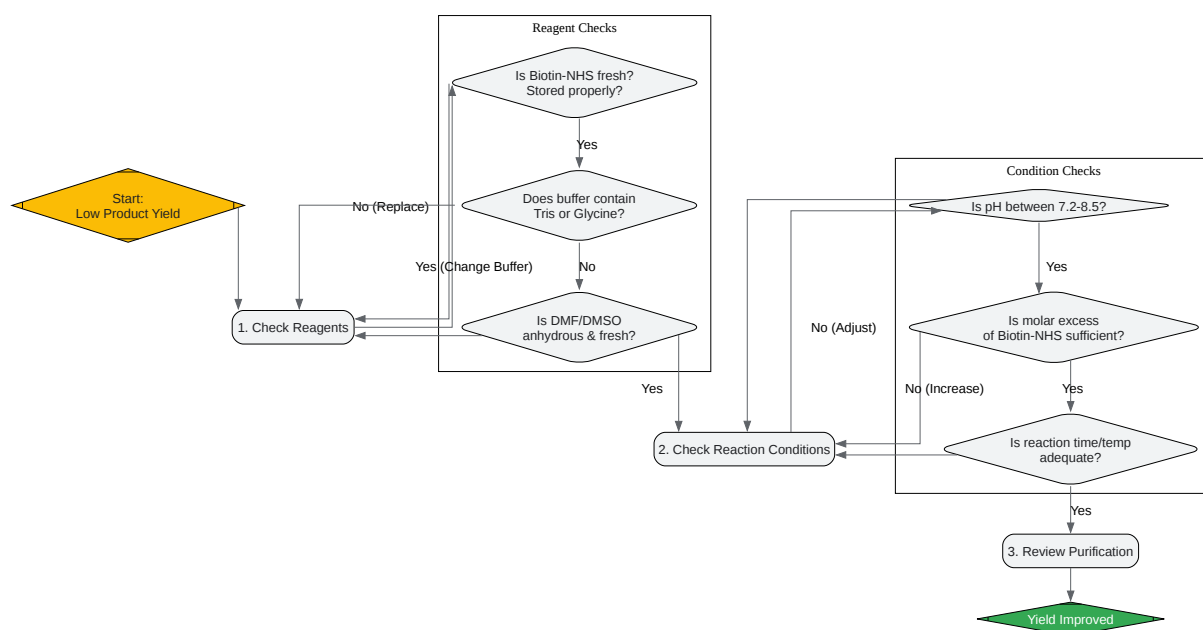 Reagent Checks
Is Biotin-NHS fresh?
Stored properly?
Yes
Start:
Low Product Yield
No (Replace)
Does buffer contain
Tris or Glycine?
Yes (Change Buffer)
No
1. Check Reagents
Is DMF/DMSO
anhydrous & fresh?
Yes
Condition Checks
Is pH between 7.2-8.5?
Yes
No (Adjust)
Is molar excess
of Biotin-NHS sufficient?
No (Increase)
Yes
2. Check Reaction Conditions
Is reaction time/temp
adequate?
Yes
3. Review Purification
Yield Improved